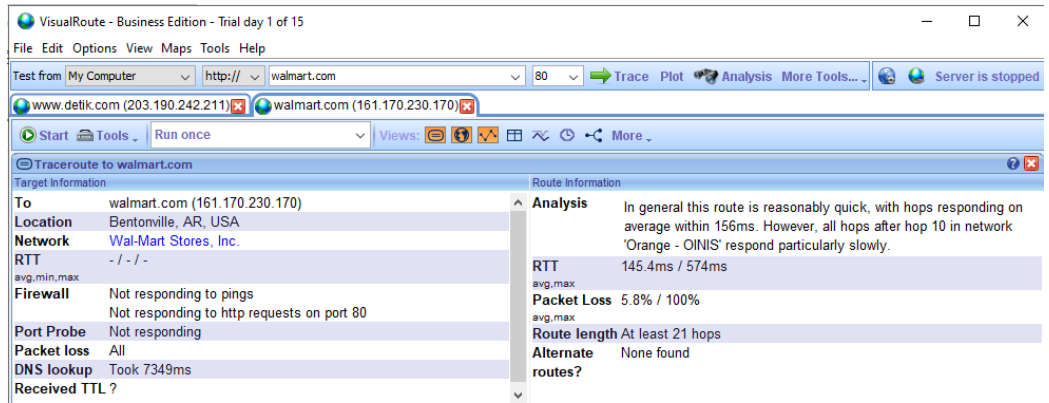 VisualRoute - Business Edition - Trial day 1 of 15
File Edit Options View Maps Tools Help
Test from My Computer http:// walmart.com 80 Trace Plot Analysis More Tools... Server is stopped
www.detik.com (203.190.242.211) walmart.com (161.170.230.170)
Start Tools Run once Views: More
Traceroute to walmart.com
Target Information
To walmart.com (161.170.230.170)
Location Bentonville, AR, USA
Network Wal-Mart Stores, Inc.
RTT - / - / -
avg,min,max
Firewall Not responding to pings
Not responding to http requests on port 80
Port Probe Not responding
Packet loss All
DNS lookup Took 7349ms
Received TTL ?
Route Information
Analysis In general this route is reasonably quick, with hops responding on
average within 156ms. However, all hops after hop 10 in network
'Orange - OINIS' respond particularly slowly.
RTT 145.4ms / 574ms
avg,max
Packet Loss 5.8% / 100%
avg,max
Route length At least 21 hops
Alternate None found
routes?